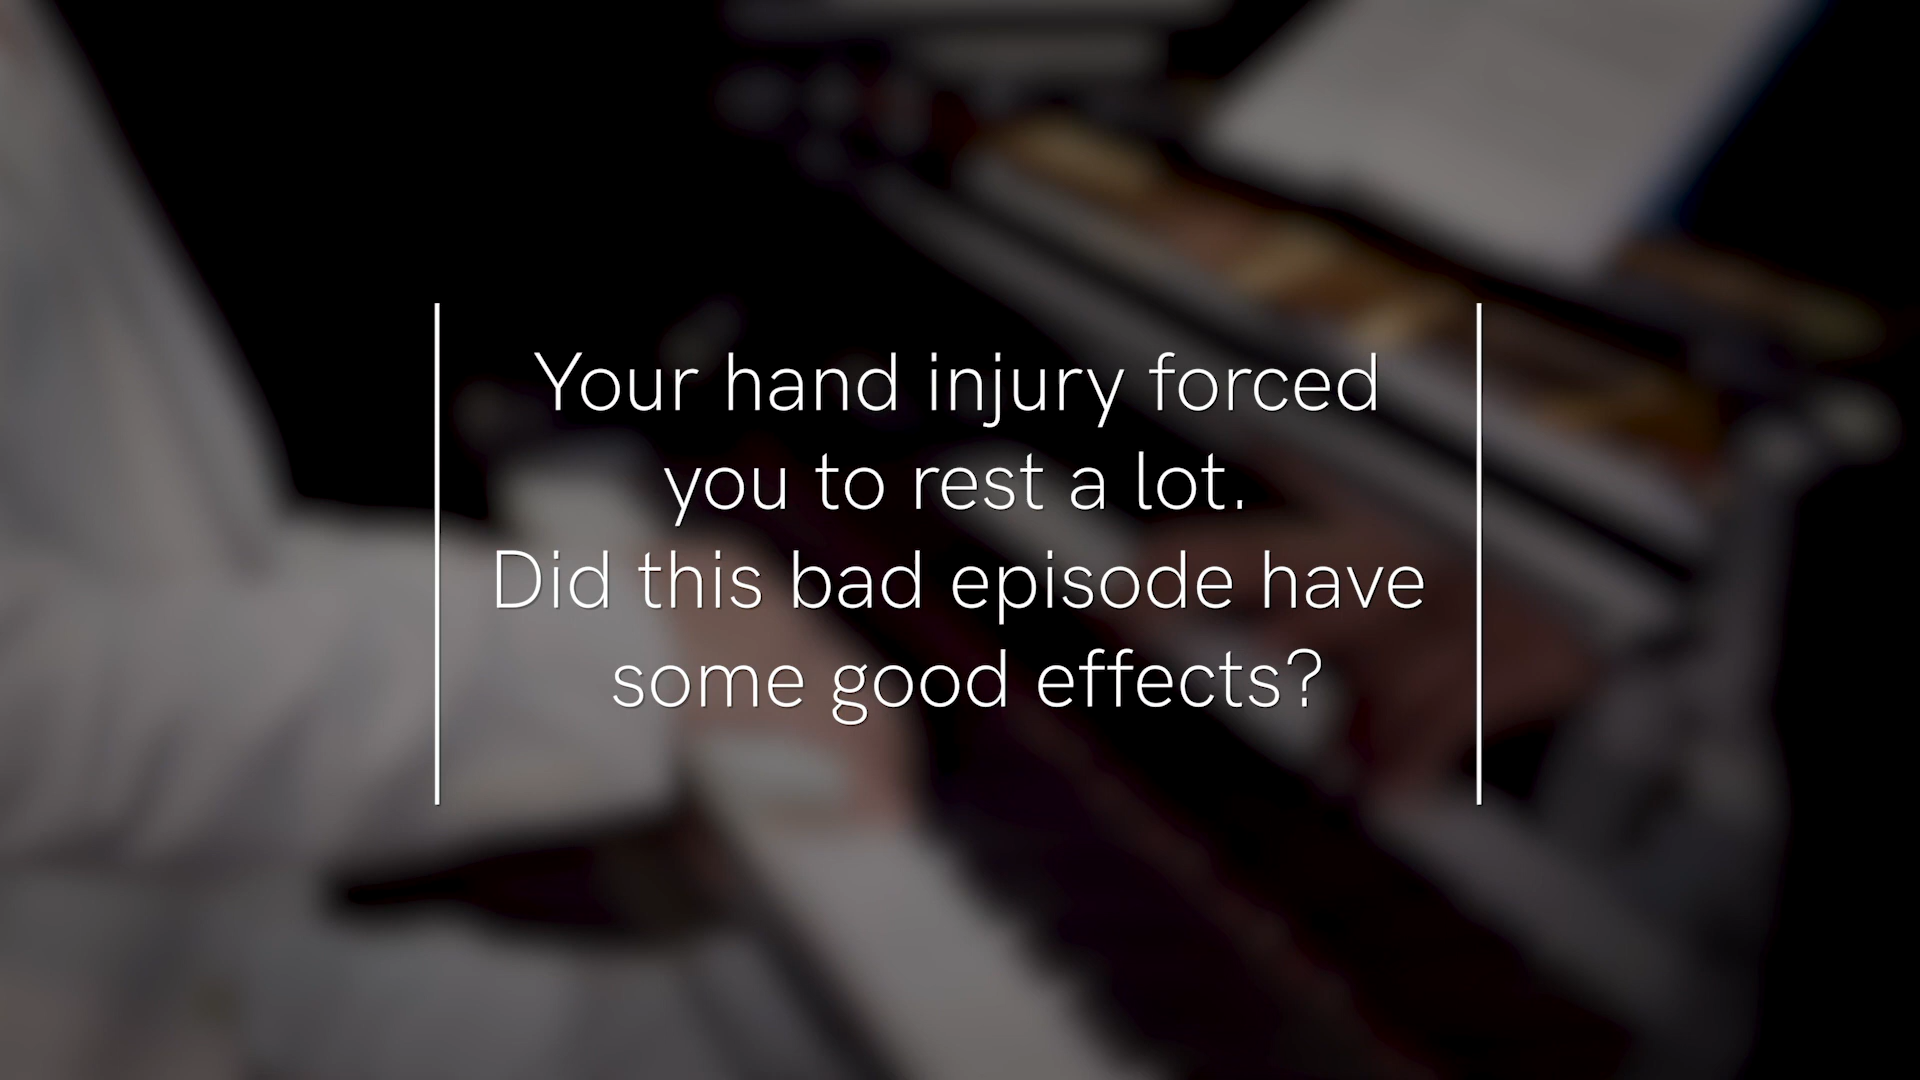 Your hand injury forced
you to rest a lot.
Did this bad episode have
some good effects?